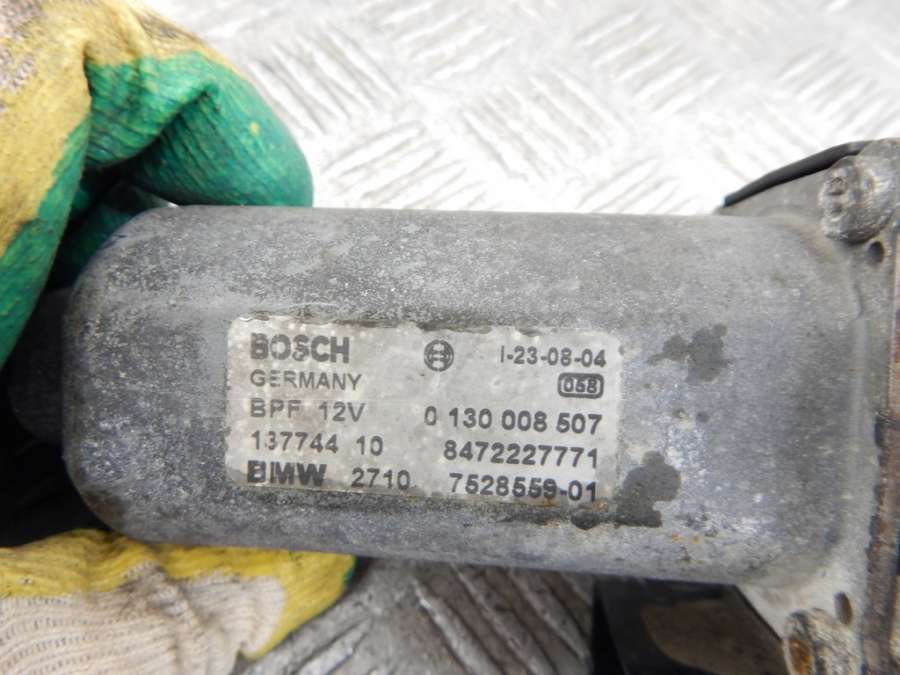 BOSCH I-23-08-04
GERMANY 058
BPF 12V 0 130 008 507
137744 10 8472227771
BMW 2710 7528559-01